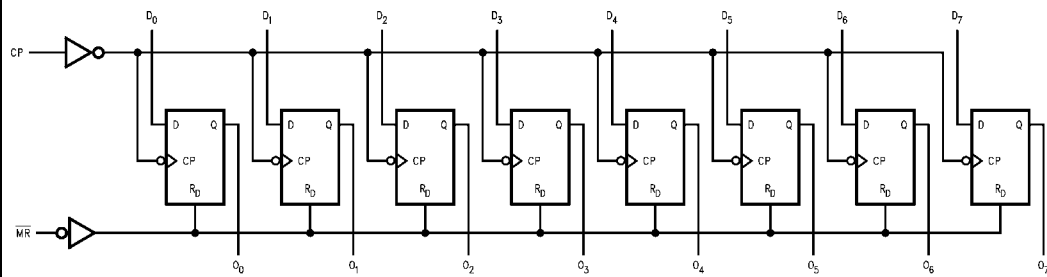 D0 D1 D2 D3 D4 D5 D6 D7
CP
D Q D Q D Q D Q D Q D Q D Q D Q
CP CP CP CP CP CP CP CP
RD RD RD RD RD RD RD RD
M̅R̅
O0 O1 O2 O3 O4 O5 O6 O7